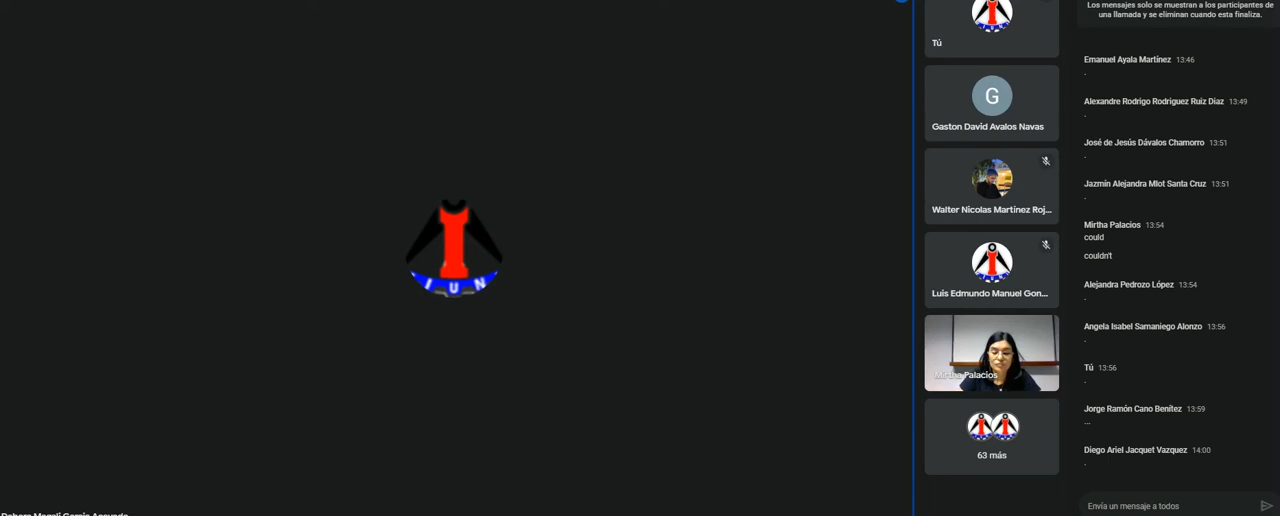 Los mensajes solo se muestran a los participantes de
una llamada y se eliminan cuando esta finaliza.
Tú
G
Gaston David Avalos Navas
Walter Nicolas Martínez Roj...
Luis Edmundo Manuel Gon...
Mirtha Palacios
63 más
I U N
Emanuel Ayala Martínez 13:46
.
Alexandre Rodrigo Rodriguez Ruiz Diaz 13:49
.
José de Jesús Dávalos Chamorro 13:51
.
Jazmín Alejandra Mlot Santa Cruz 13:51
.
Mirtha Palacios 13:54
could
couldn't
Alejandra Pedrozo López 13:54
.
Angela Isabel Samaniego Alonzo 13:56
.
Tú 13:56
.
Jorge Ramón Cano Benítez 13:59
...
Diego Ariel Jacquet Vazquez 14:00
.
Envía un mensaje a todos